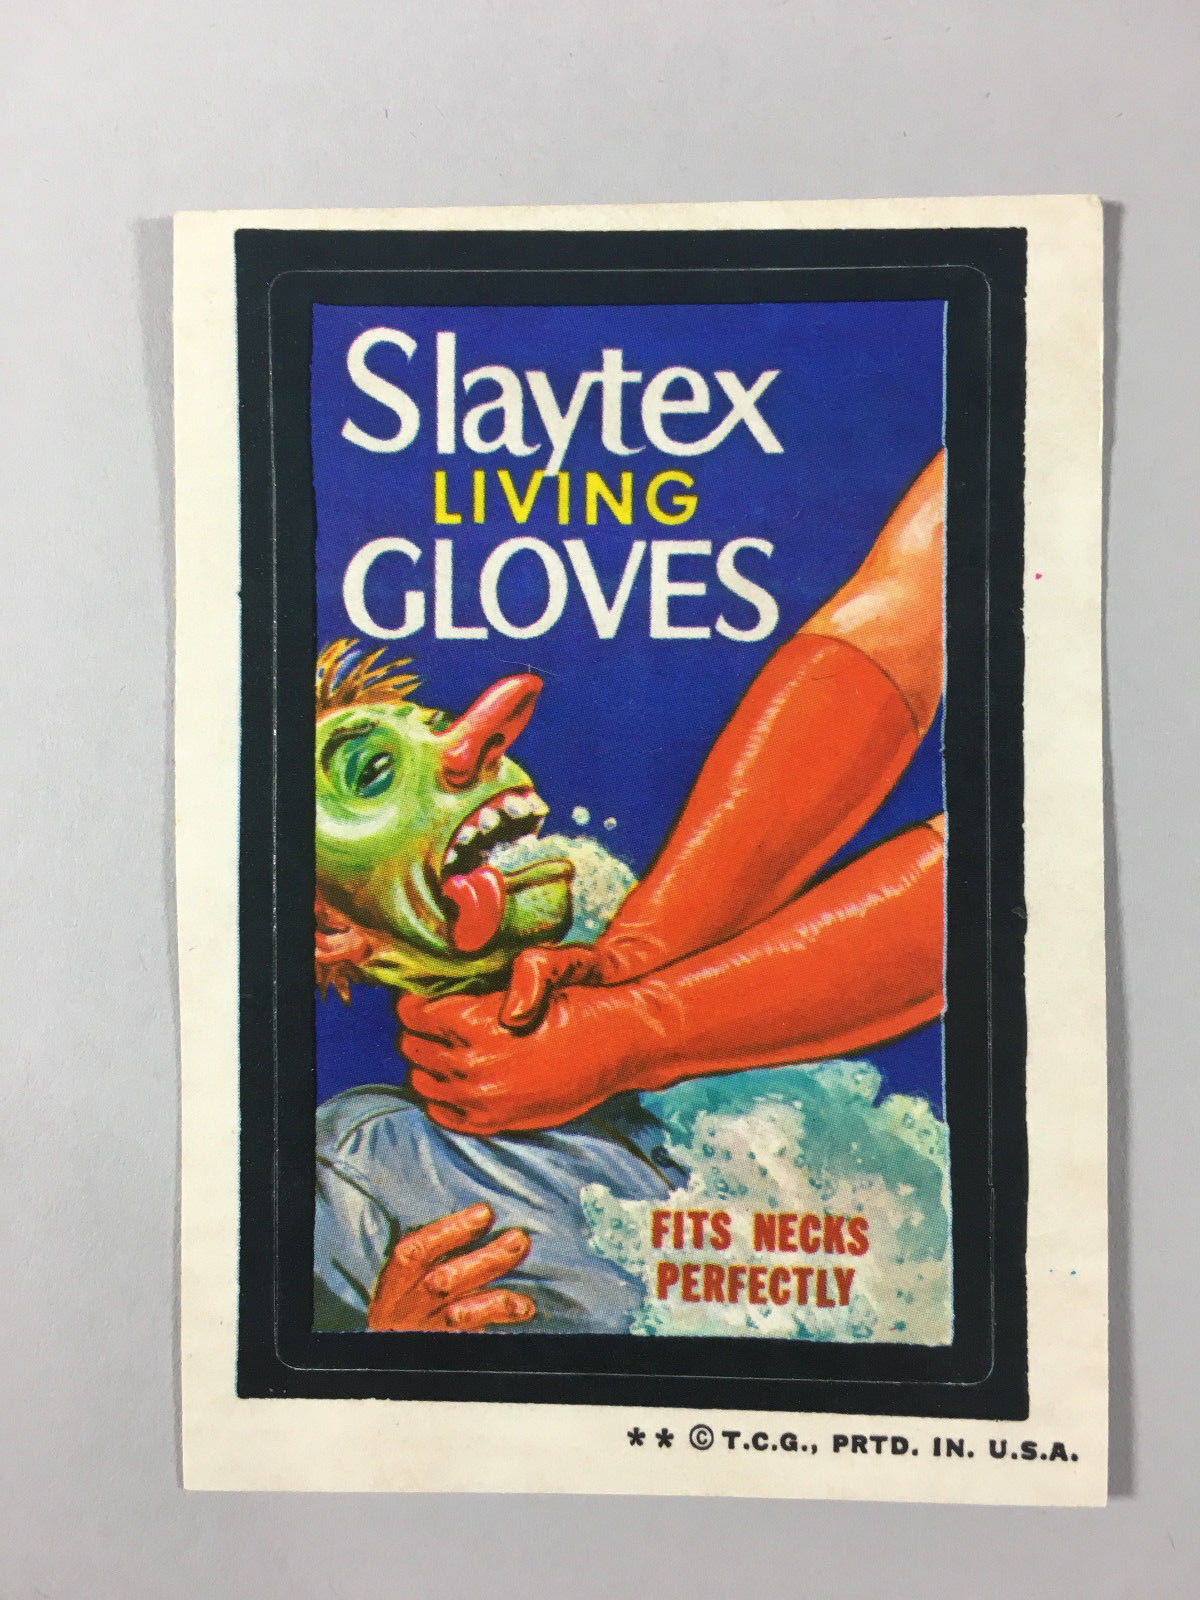 Slaytex
LIVING
GLOVES
FITS NECKS
PERFECTLY
** © T.C.G., PRTD. IN. U.S.A.